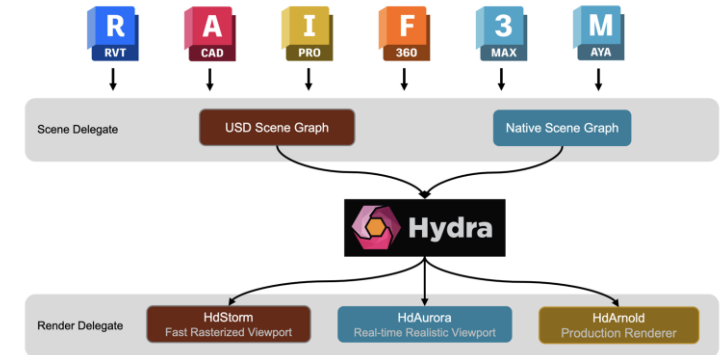 R
RVT
A
CAD
I
PRO
F
360
3
MAX
M
AYA
Scene Delegate
USD Scene Graph
Native Scene Graph
Hydra
Render Delegate
HdStorm
Fast Rasterized Viewport
HdAurora
Real-time Realistic Viewport
HdArnold
Production Renderer